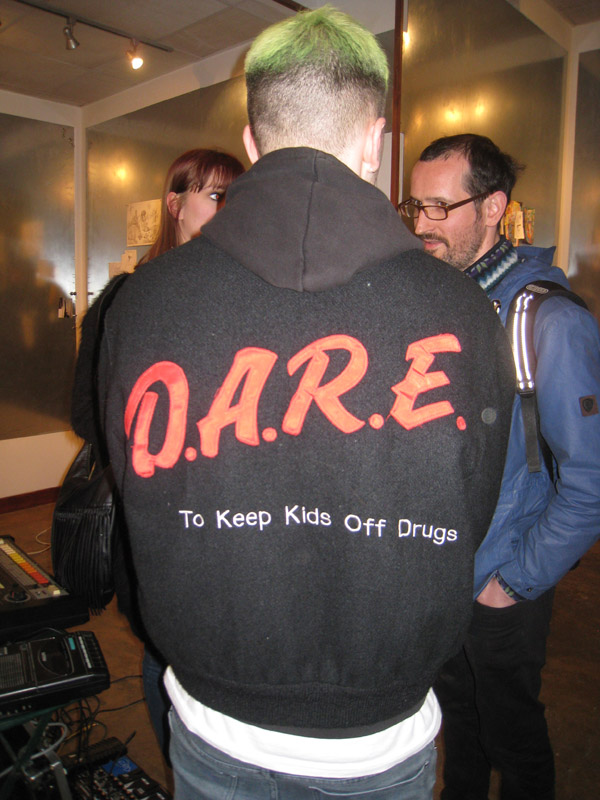 D.A.R.E.
To Keep Kids Off Drugs